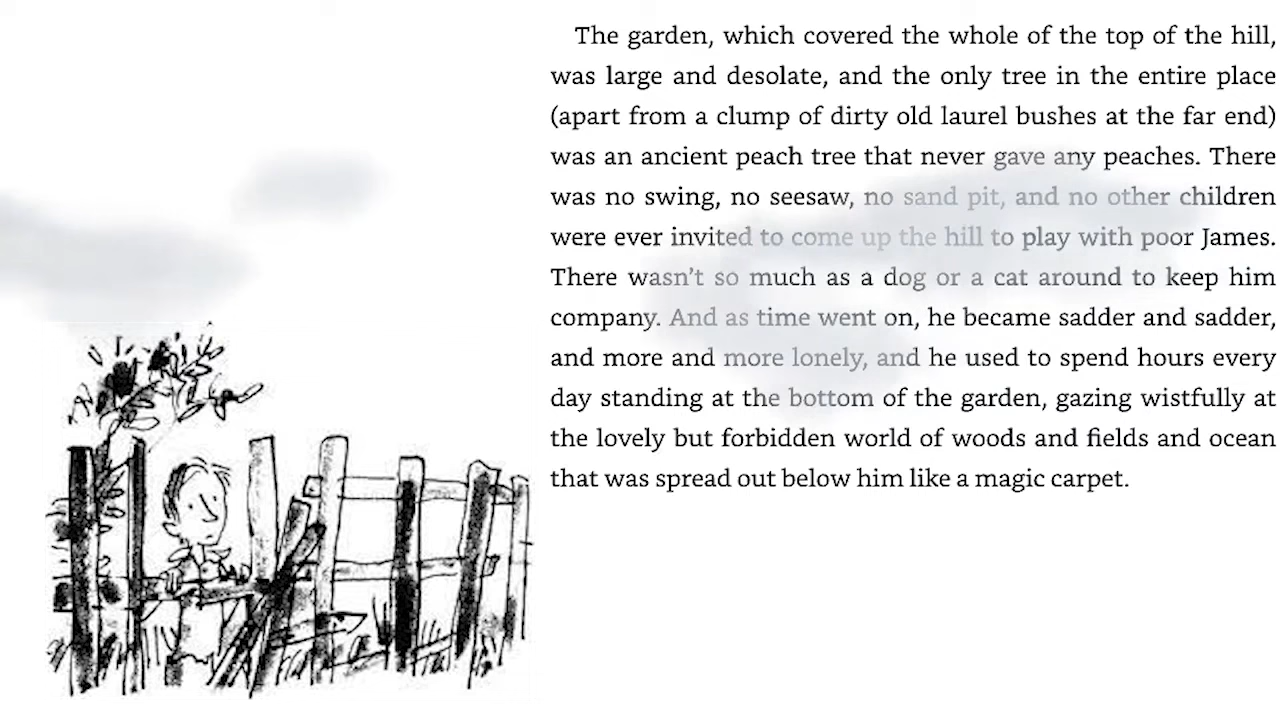 The garden, which covered the whole of the top of the hill,
was large and desolate, and the only tree in the entire place
(apart from a clump of dirty old laurel bushes at the far end)
was an ancient peach tree that never gave any peaches. There
was no swing, no seesaw, no sand pit, and no other children
were ever invited to come up the hill to play with poor James.
There wasn’t so much as a dog or a cat around to keep him
company. And as time went on, he became sadder and sadder,
and more and more lonely, and he used to spend hours every
day standing at the bottom of the garden, gazing wistfully at
the lovely but forbidden world of woods and fields and ocean
that was spread out below him like a magic carpet.